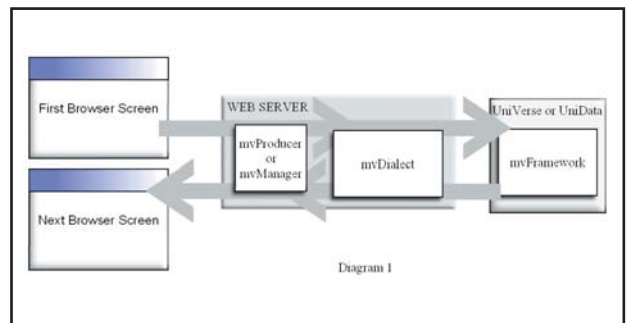 First Browser Screen
WEB SERVER
mvProducer
or
mvManager
mvDialect
UniVerse or UniData
mvFramework
Next Browser Screen
Diagram 1